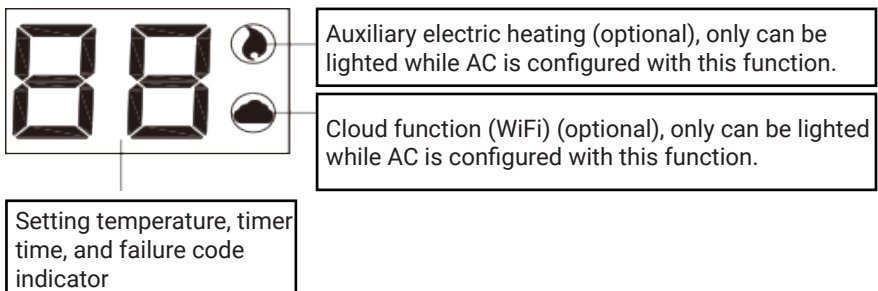 88
Auxiliary electric heating (optional), only can be
lighted while AC is configured with this function.
Cloud function (WiFi) (optional), only can be lighted
while AC is configured with this function.
Setting temperature, timer
time, and failure code
indicator